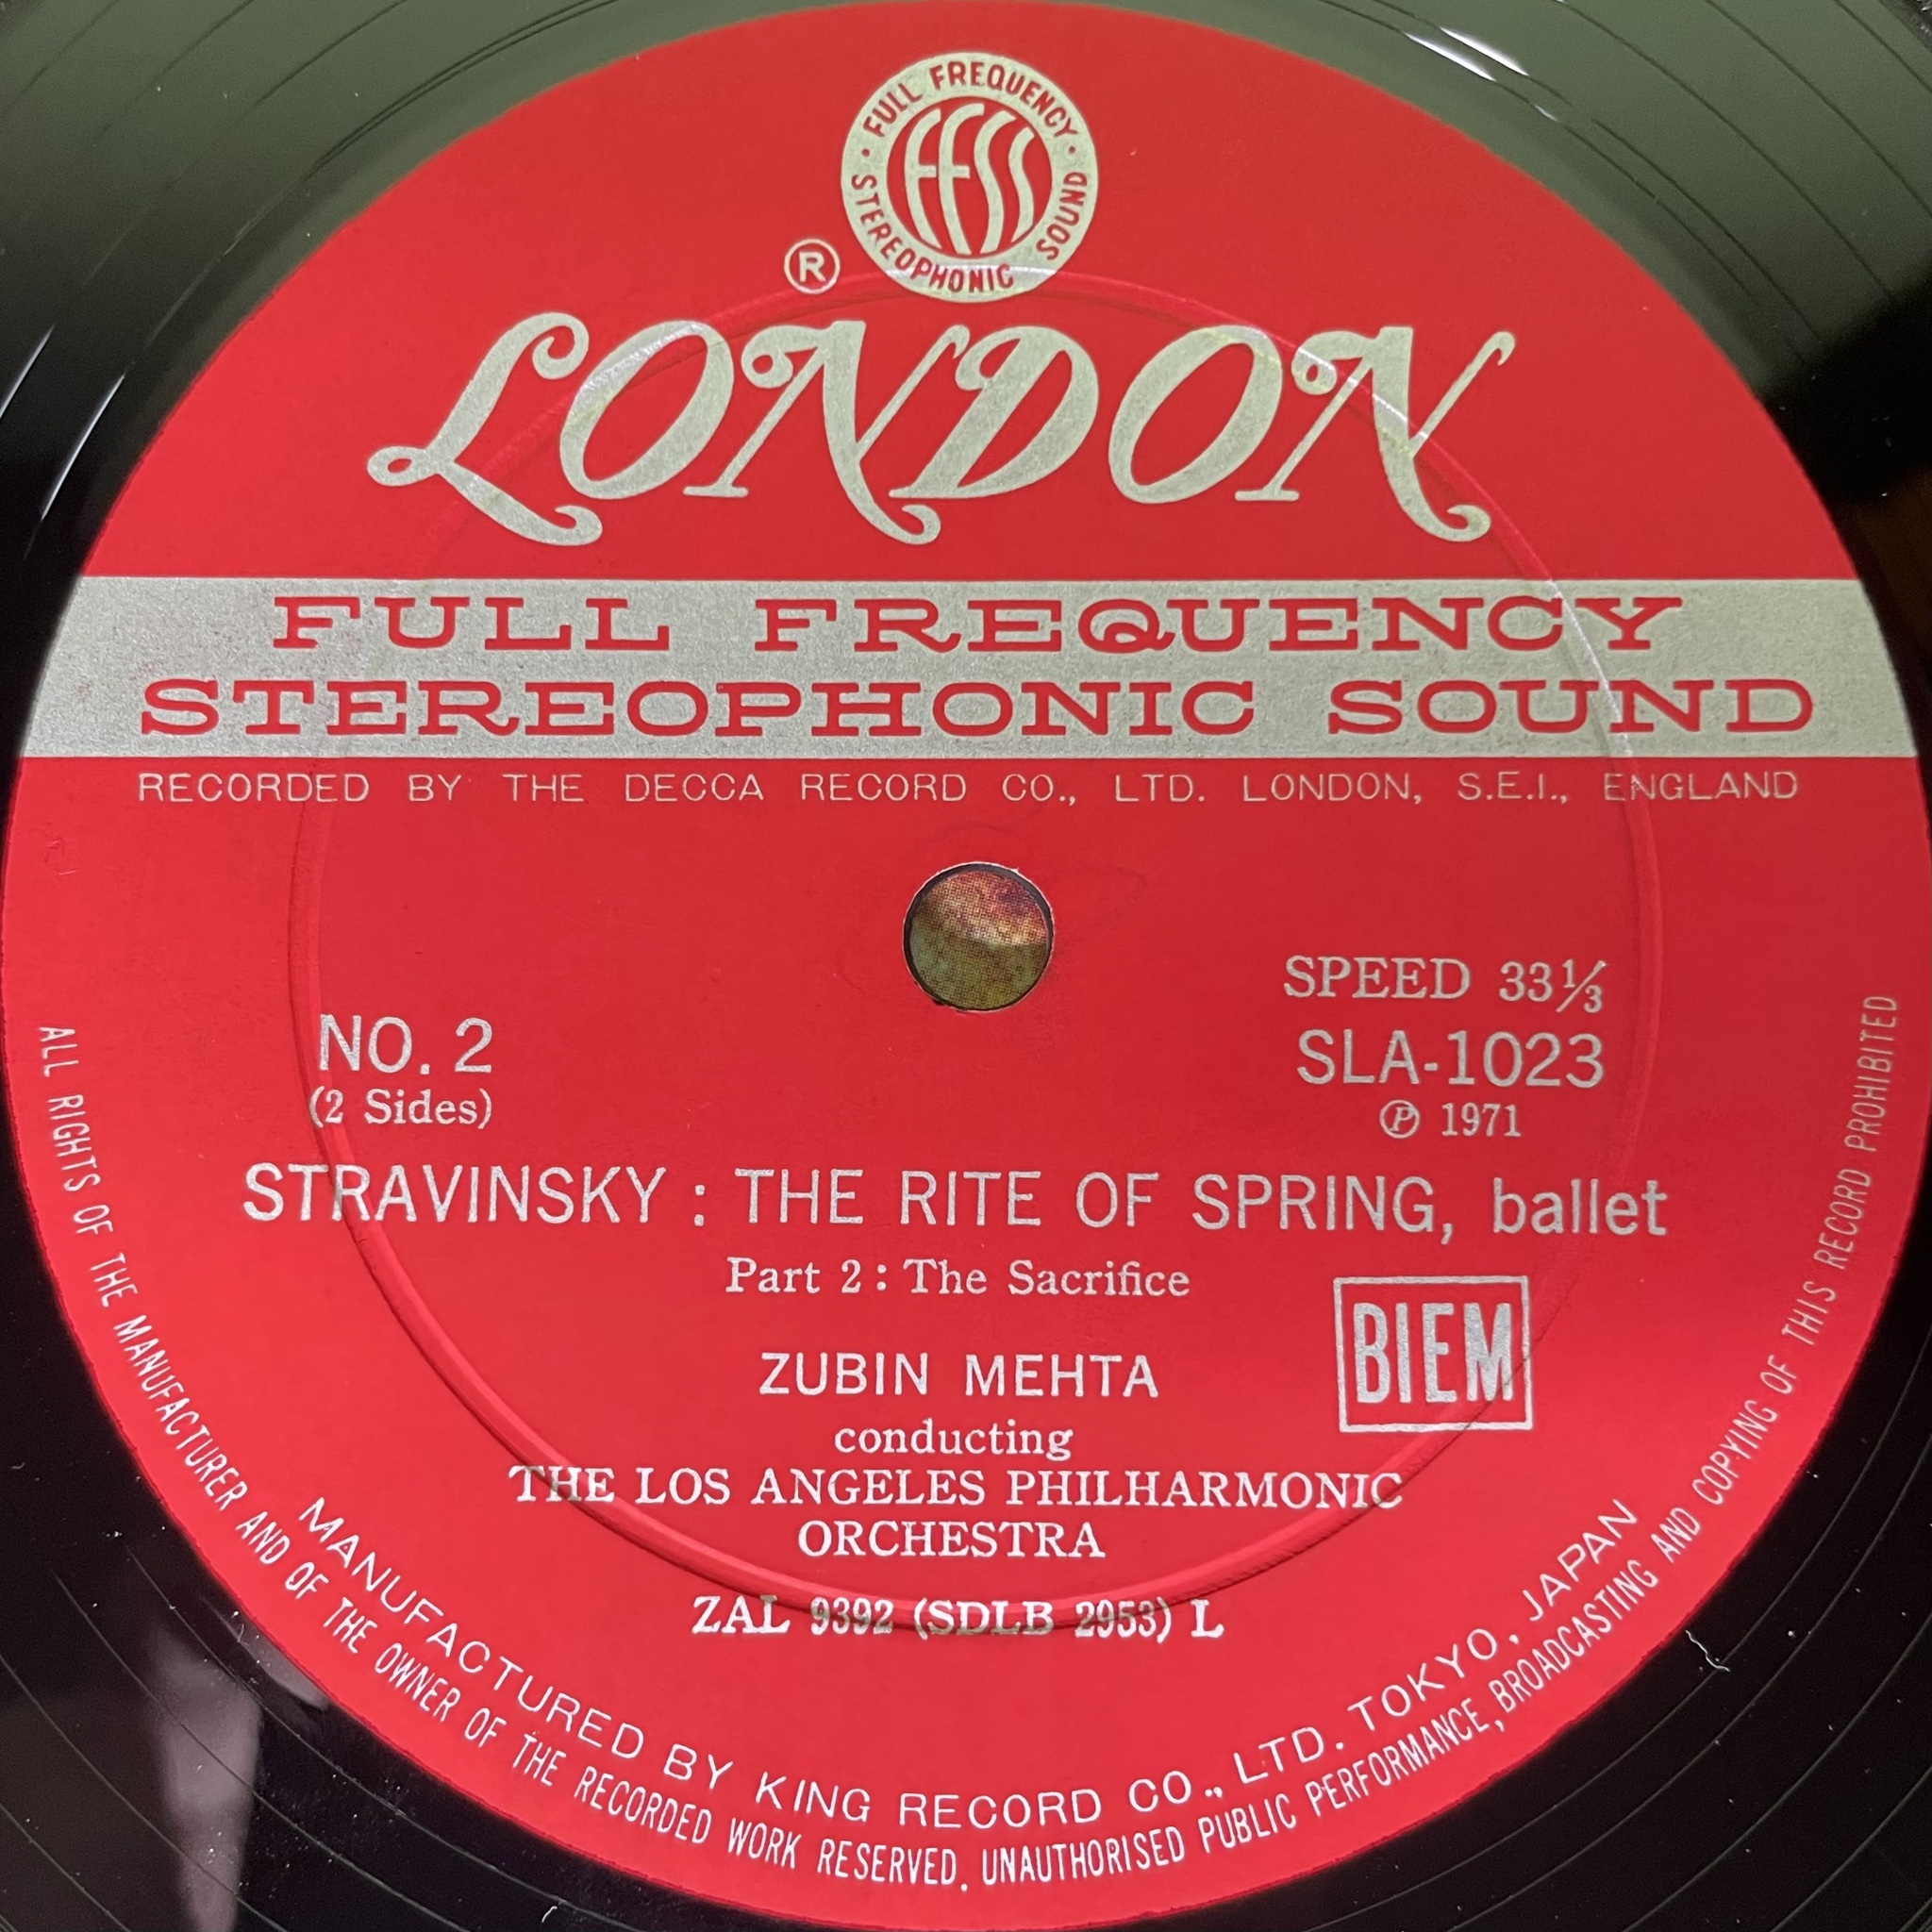 FULL FREQUENCY
ffss
STEREOPHONIC SOUND
®
LONDON
FULL FREQUENCY
STEREOPHONIC SOUND
RECORDED BY THE DECCA RECORD CO., LTD. LONDON, S.E.I., ENGLAND
SPEED 33⅓
NO. 2
SLA-1023
(2 Sides)
℗ 1971
STRAVINSKY : THE RITE OF SPRING, ballet
Part 2 : The Sacrifice
BIEM
ZUBIN MEHTA
conducting
THE LOS ANGELES PHILHARMONIC
ORCHESTRA
ZAL 9392 (SDLB 2953) L
MANUFACTURED BY KING RECORD CO., LTD. TOKYO, JAPAN
ALL RIGHTS OF THE MANUFACTURER AND OF THE OWNER OF THE RECORDED WORK RESERVED. UNAUTHORISED PUBLIC PERFORMANCE, BROADCASTING AND COPYING OF THIS RECORD PROHIBITED